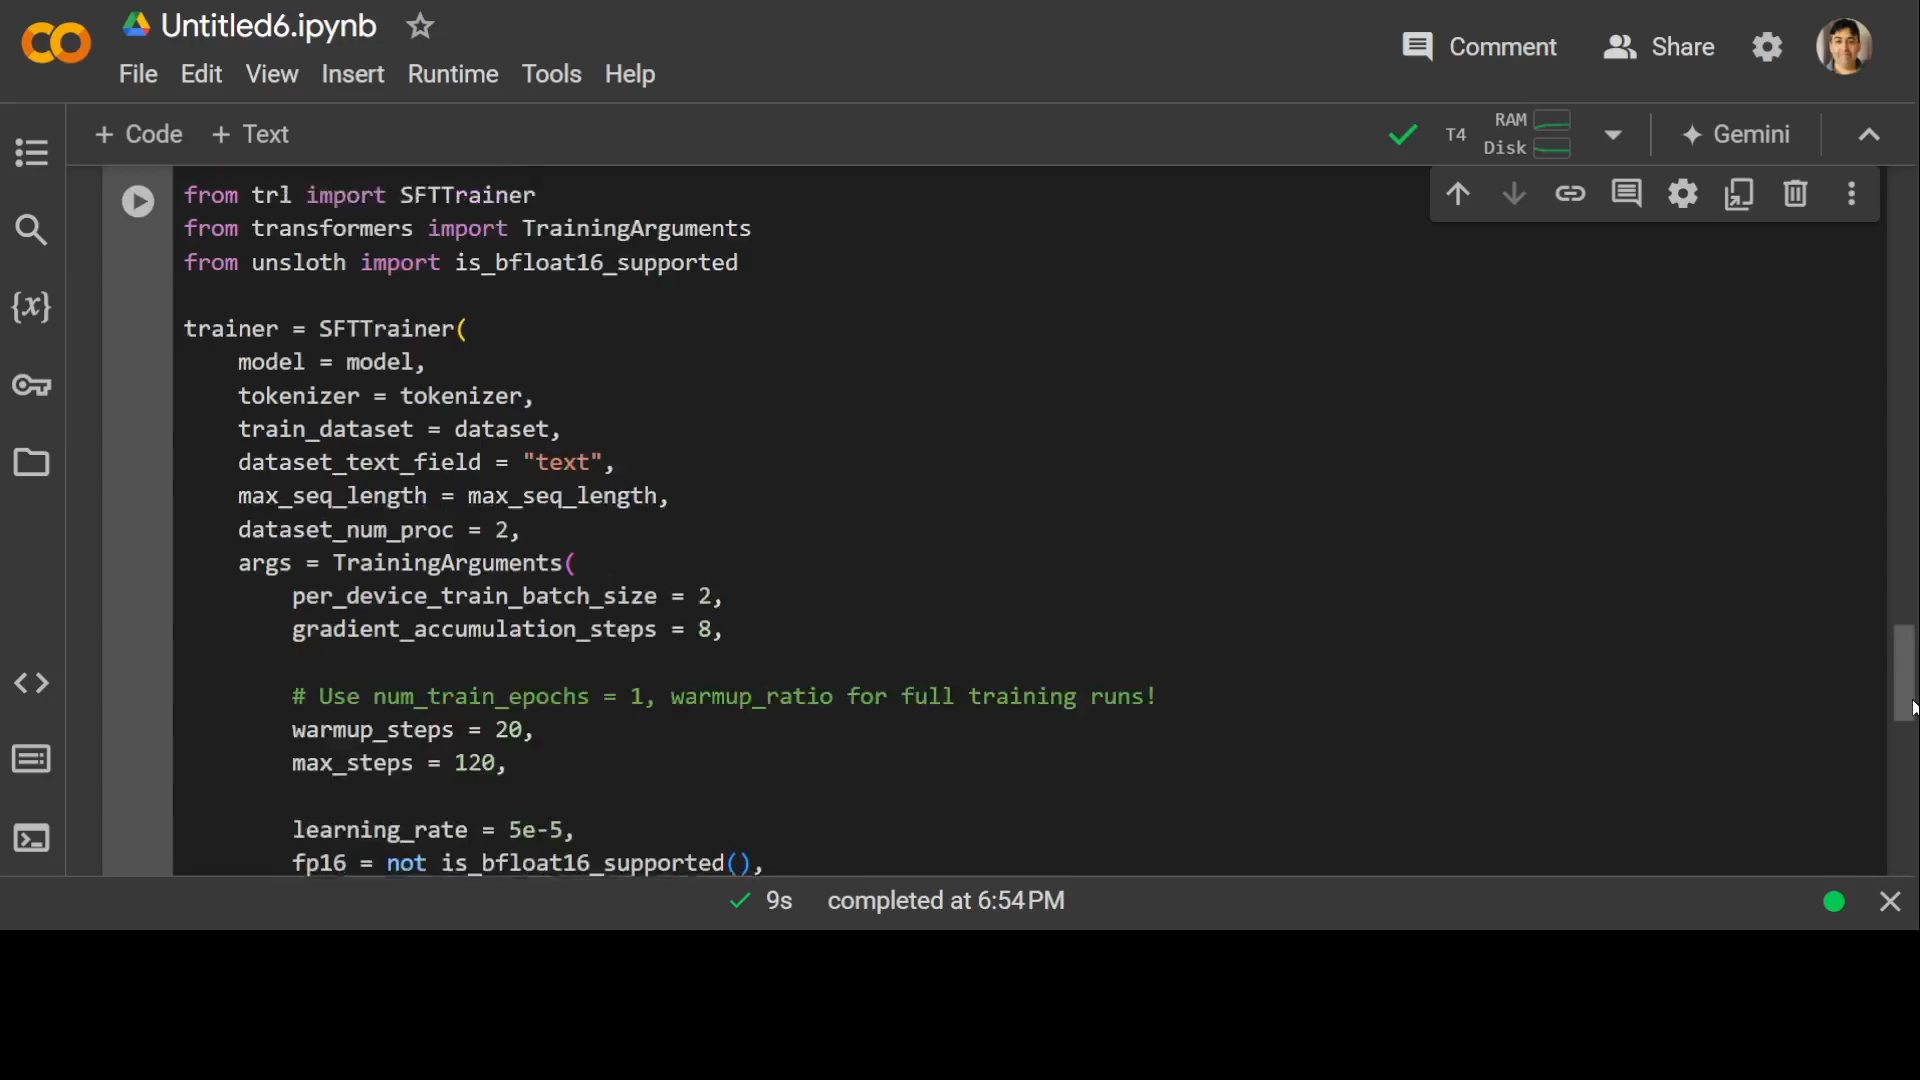 Untitled6.ipynb
Comment
Share
File Edit View Insert Runtime Tools Help
+ Code + Text
T4
RAM
Disk
Gemini
from trl import SFTTrainer
from transformers import TrainingArguments
from unsloth import is_bfloat16_supported
trainer = SFTTrainer(
model = model,
tokenizer = tokenizer,
train_dataset = dataset,
dataset_text_field = "text",
max_seq_length = max_seq_length,
dataset_num_proc = 2,
args = TrainingArguments(
per_device_train_batch_size = 2,
gradient_accumulation_steps = 8,
# Use num_train_epochs = 1, warmup_ratio for full training runs!
warmup_steps = 20,
max_steps = 120,
learning_rate = 5e-5,
fp16 = not is_bfloat16_supported(),
9s completed at 6:54 PM